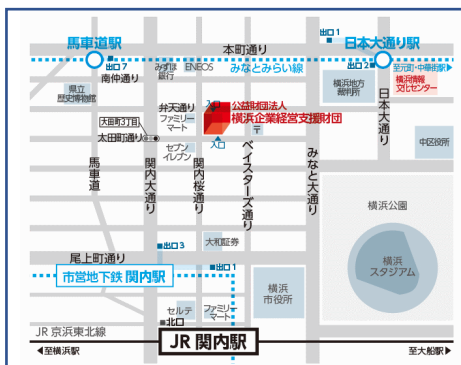 馬車道駅
出口7
本町通り
出口1
日本大通り駅
出口2
至元町・中華街駅▶
南仲通り
みずほ
銀行
ENEOS
みなとみらい線
県立
歴史博物館
横浜地方
裁判所
横浜情報
文化センター
弁天通り
入口
公益財団法人
横浜企業経営支援財団
太田町3丁目
ファミリー
マート
〒
太田町通り
セブン
イレブン
入口
日本大通り
中区役所
馬車道
関内大通り
関内桜通り
ベイスターズ通り
みなと大通り
横浜公園
横浜
スタジアム
尾上町通り
出口3
大和証券
出口1
市営地下鉄 関内駅
横浜
市役所
セルテ
北口
ファミリー
マート
JR 京浜東北線
JR 関内駅
◀至横浜駅
至大船駅▶